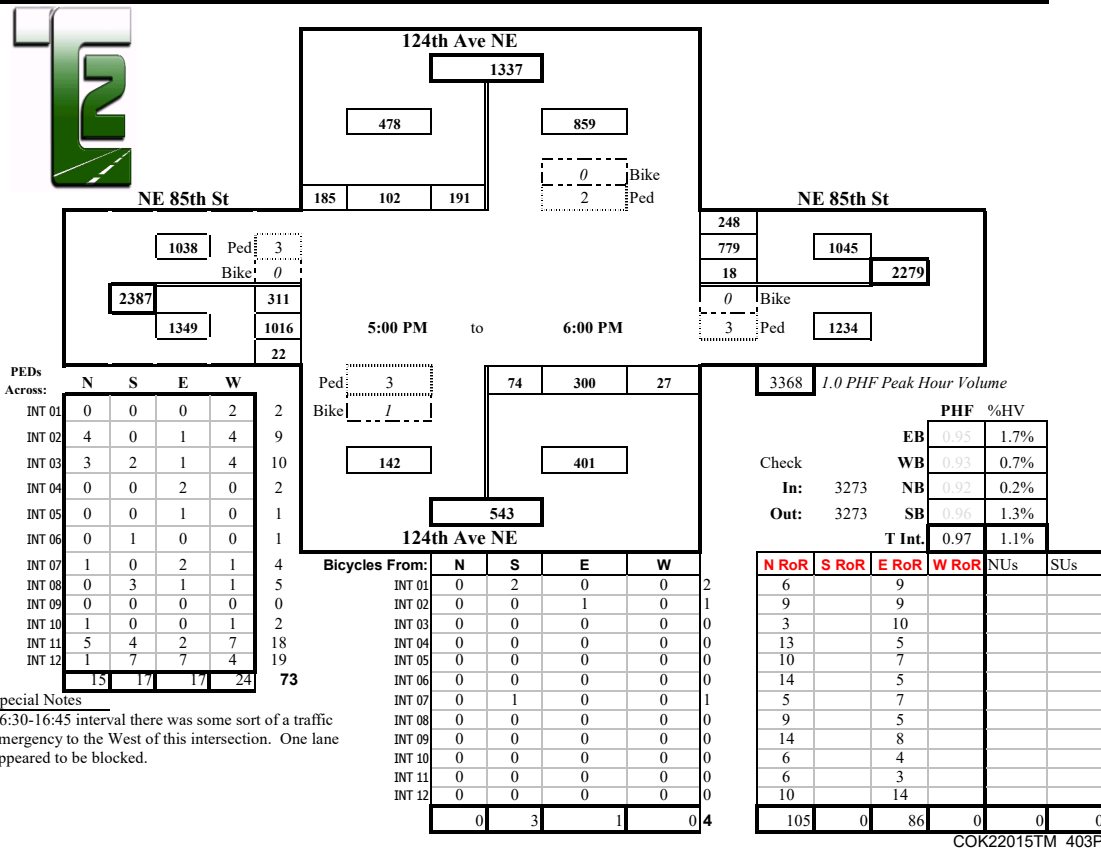 T2
124th Ave NE
1337
478 859
0 Bike
2 Ped
NE 85th St 185 102 191 NE 85th St
248
1038 Ped 3 779 1045
Bike 0 18 2279
2387 311 0 Bike
1349 1016 5:00 PM to 6:00 PM 3 Ped 1234
22
PEDs
Across: N S E W Ped 3 74 300 27 3368 1.0 PHF Peak Hour Volume
INT 01 0 0 0 2 2 Bike 1 PHF %HV
INT 02 4 0 1 4 9 EB 0.95 1.7%
INT 03 3 2 1 4 10 142 401 Check WB 0.93 0.7%
INT 04 0 0 2 0 2 In: 3273 NB 0.92 0.2%
INT 05 0 0 1 0 1 543 Out: 3273 SB 0.96 1.3%
INT 06 0 1 0 0 1 124th Ave NE T Int. 0.97 1.1%
INT 07 1 0 2 1 4 Bicycles From: N S E W N RoR S RoR E RoR W RoR NUs SUs
INT 08 0 3 1 1 5 INT 01 0 2 0 0 2 6 9
INT 09 0 0 0 0 0 INT 02 0 0 1 0 1 9 9
INT 10 1 0 0 1 2 INT 03 0 0 0 0 0 3 10
INT 11 5 4 2 7 18 INT 04 0 0 0 0 0 13 5
INT 12 1 7 7 4 19 INT 05 0 0 0 0 0 10 7
15 17 17 24 73 INT 06 0 0 0 0 0 14 5
pecial Notes INT 07 0 1 0 0 1 5 7
6:30-16:45 interval there was some sort of a traffic INT 08 0 0 0 0 0 9 5
mergency to the West of this intersection. One lane INT 09 0 0 0 0 0 14 8
ppeared to be blocked. INT 10 0 0 0 0 0 6 4
INT 11 0 0 0 0 0 6 3
INT 12 0 0 0 0 0 10 14
0 3 1 0 4 105 0 86 0 0 0
COK22015TM_403P